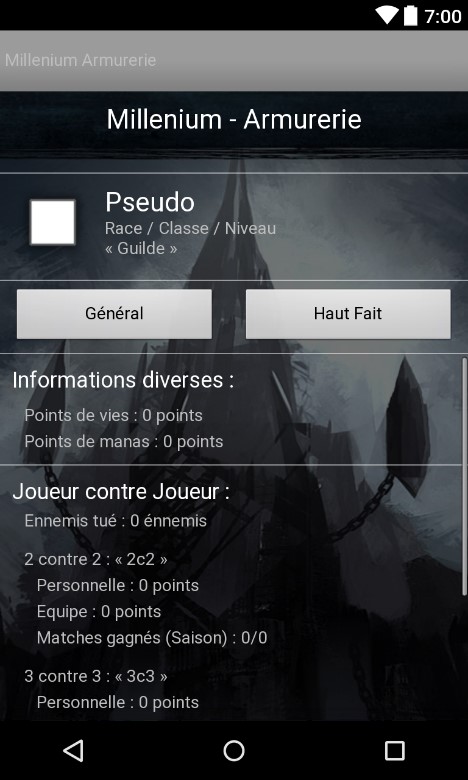 7:00
Millenium Armurerie
Millenium - Armurerie
Pseudo
Race / Classe / Niveau
« Guilde »
Général
Haut Fait
Informations diverses :
Points de vies : 0 points
Points de manas : 0 points
Joueur contre Joueur :
Ennemis tué : 0 énnemis
2 contre 2 : « 2c2 »
Personnelle : 0 points
Equipe : 0 points
Matches gagnés (Saison) : 0/0
3 contre 3 : « 3c3 »
Personnelle : 0 points